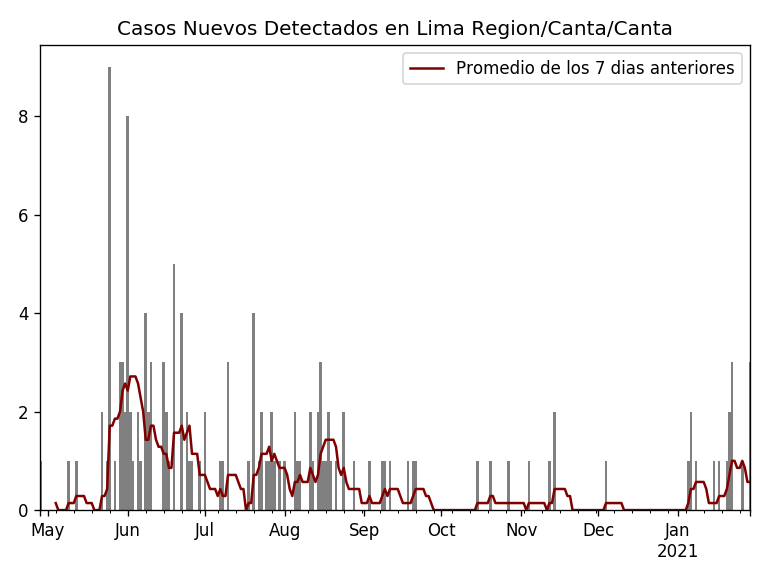 Casos Nuevos Detectados en Lima Region/Canta/Canta
Promedio de los 7 dias anteriores
8
6
4
2
0
May Jun Jul Aug Sep Oct Nov Dec Jan
2021